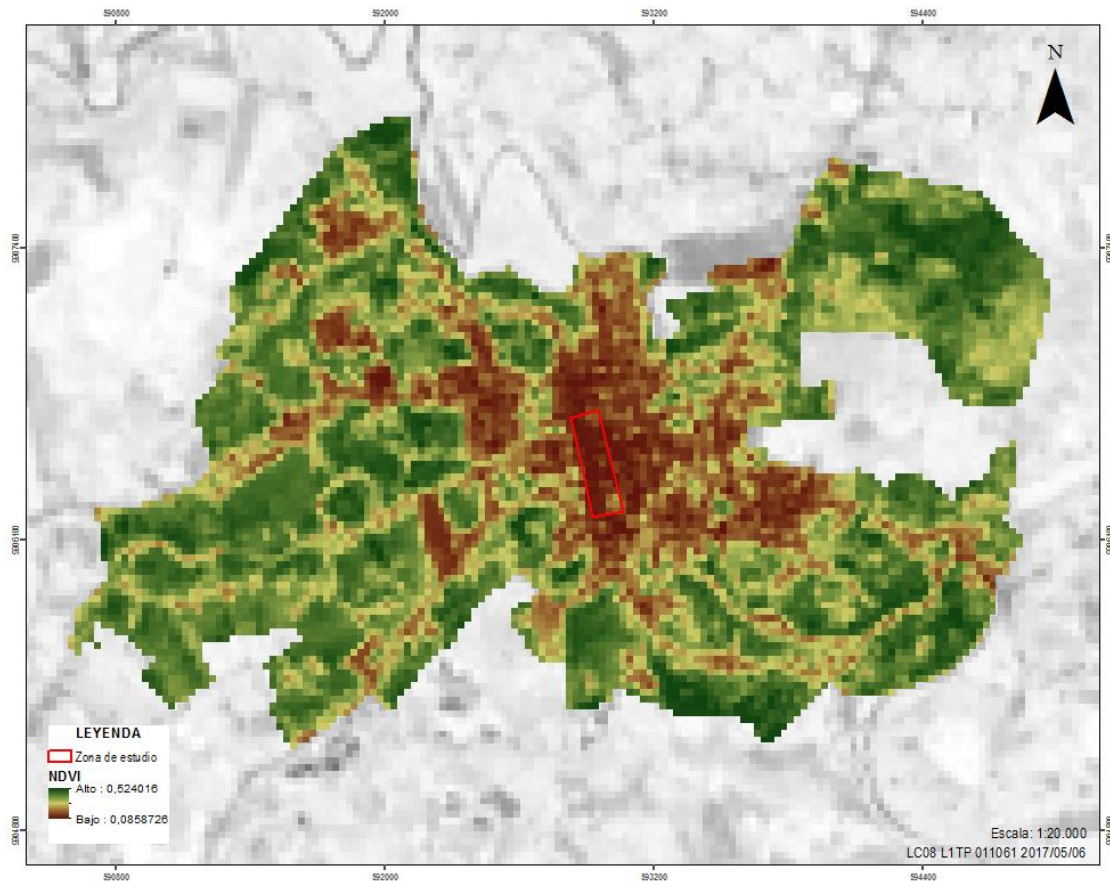 590800 592000 593200 594400
N
LEYENDA
Zona de estudio
NDVI
Alto : 0,524016
Bajo : 0,0858726
Escala: 1:20.000
LC08 L1TP 011061 2017/05/06
590800 592000 593200 594400